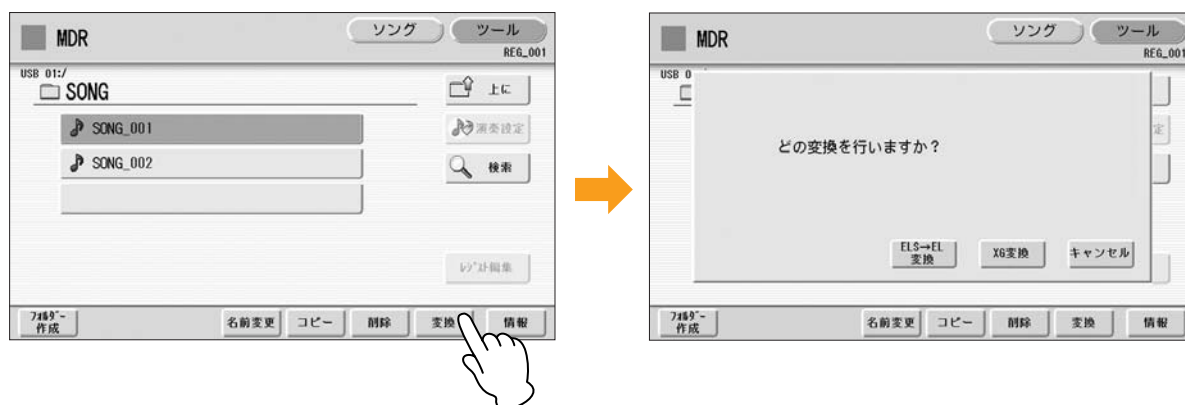 MDR
ソング
ツール
REG_001
USB 01:/
SONG
上に
SONG_001
演奏設定
SONG_002
検索
レジスト編集
フォルダー
作成
名前変更
コピー
削除
変換
情報
MDR
ソング
ツール
REG_001
USB 0
定
どの変換を行いますか？
ELS→EL
変換
XG変換
キャンセル
フォルダー
作成
名前変更
コピー
削除
変換
情報